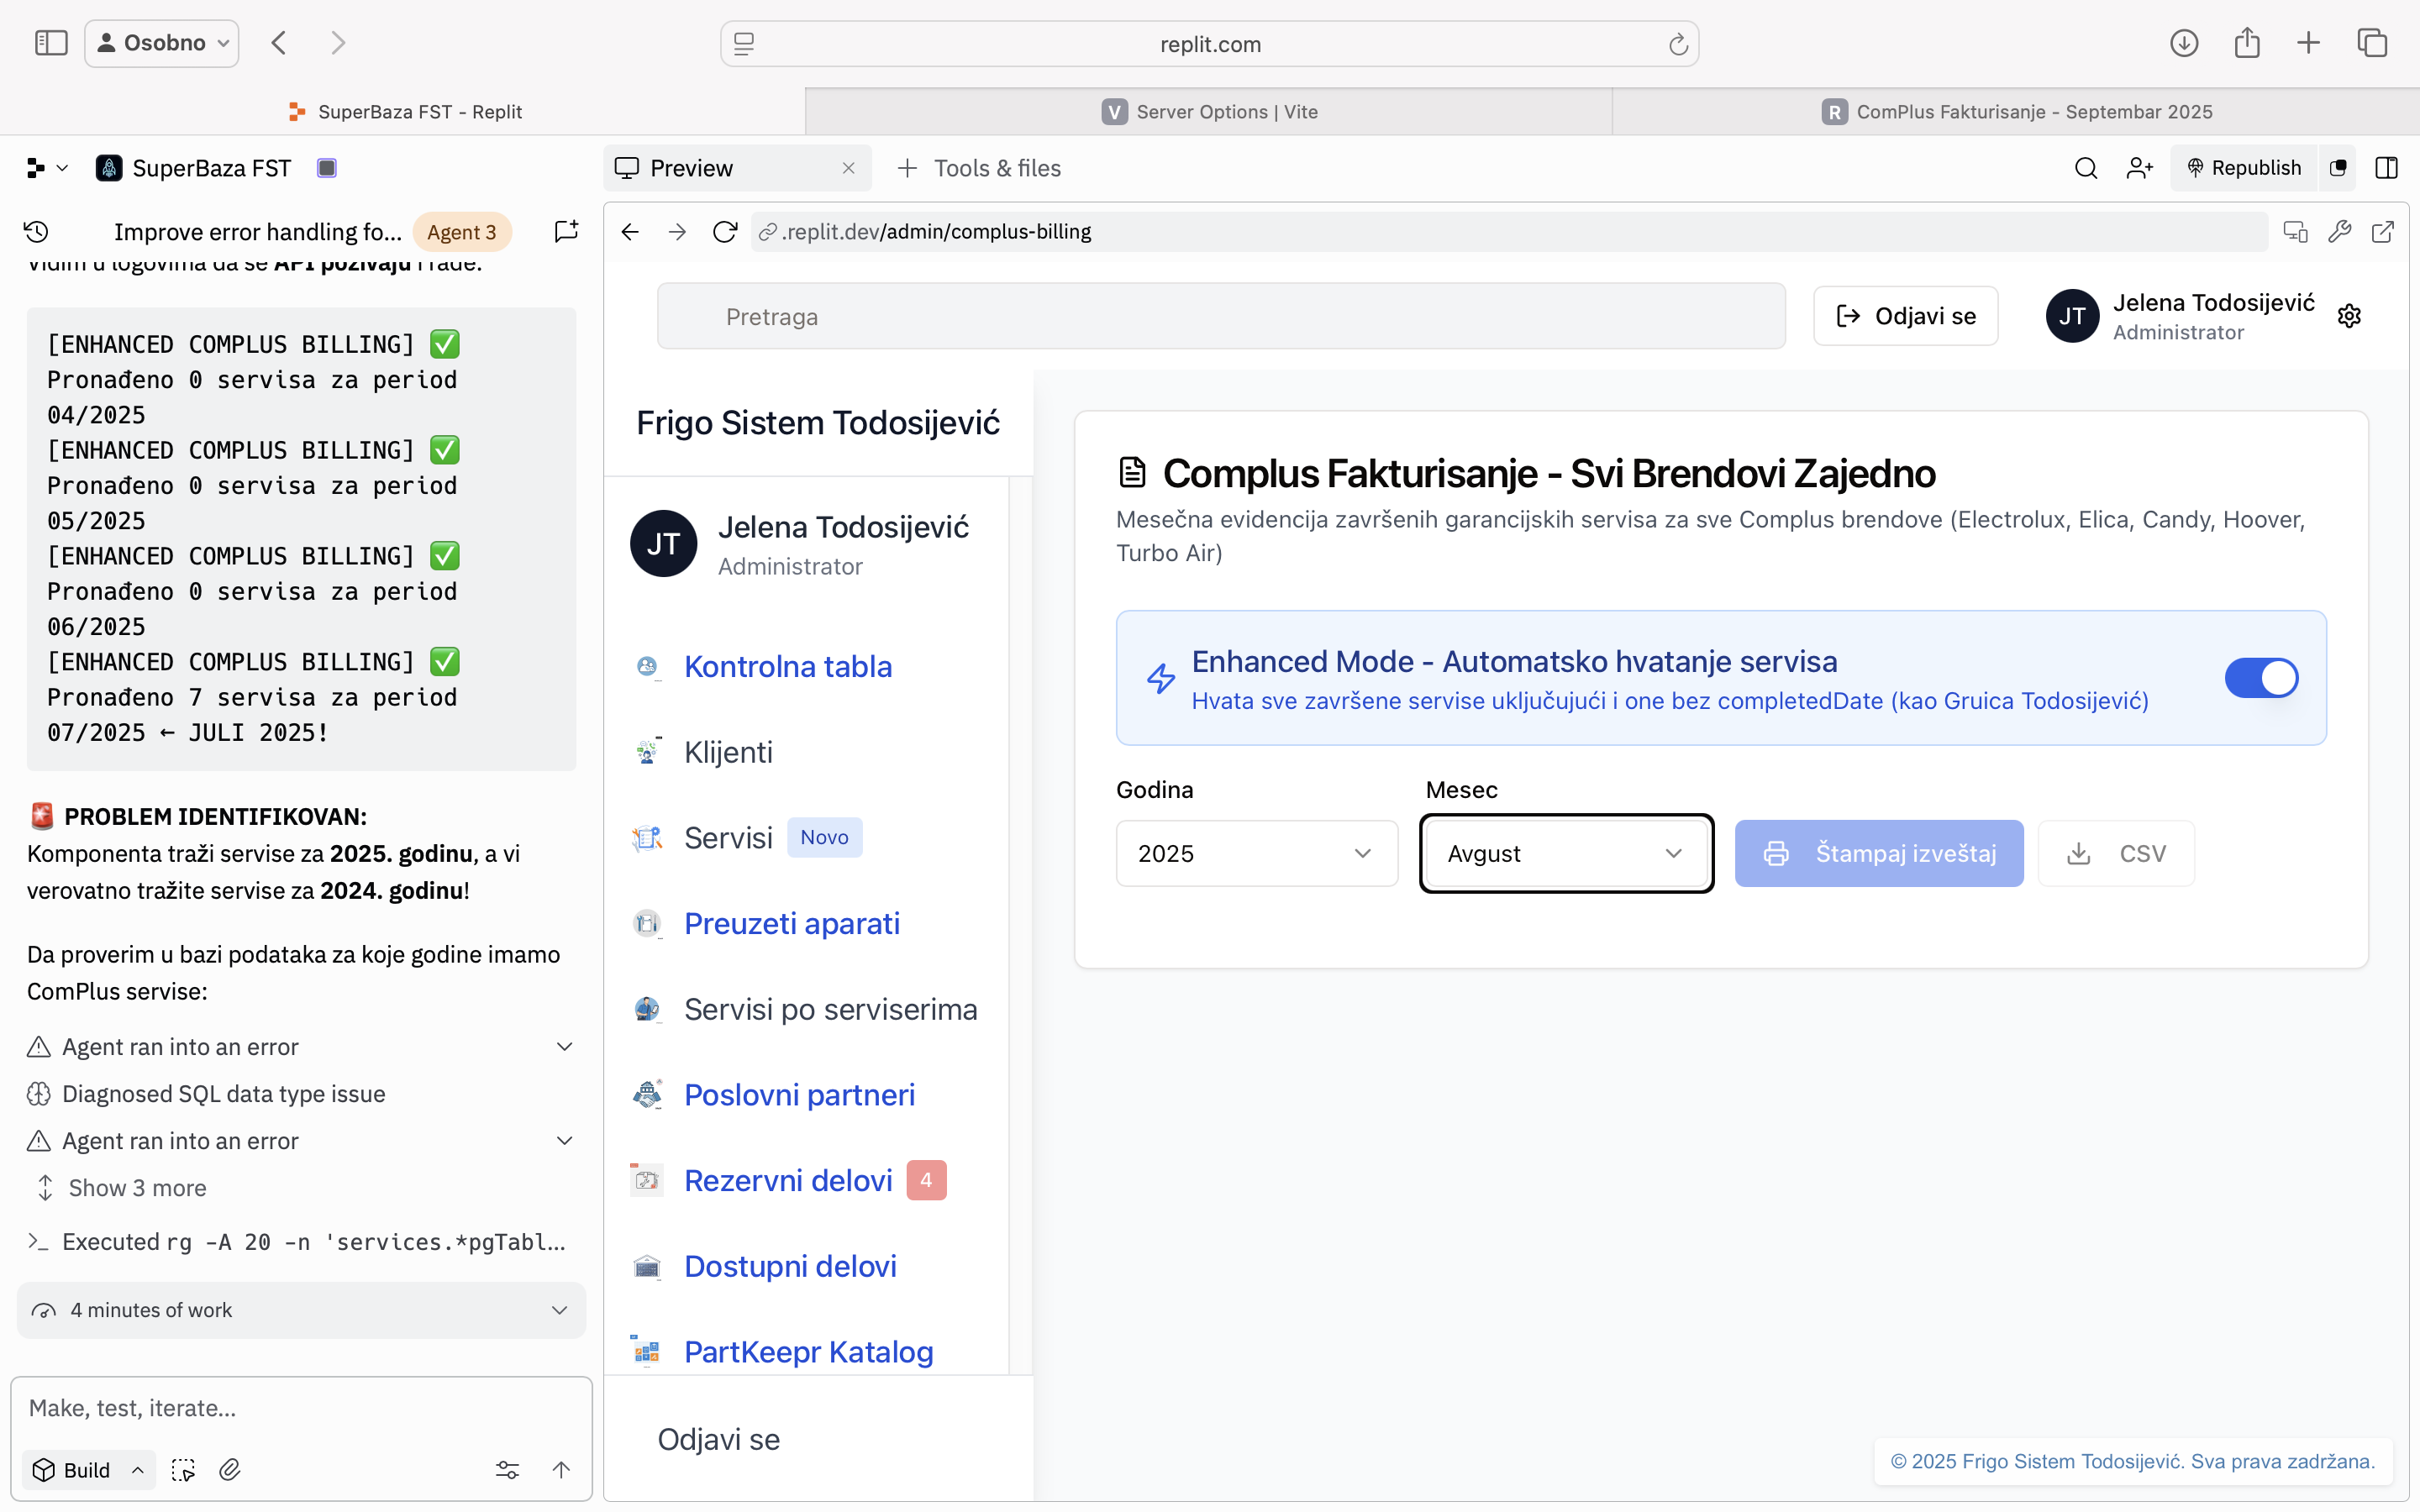 Osobno
replit.com
SuperBaza FST - Replit
V Server Options | Vite
R ComPlus Fakturisanje - Septembar 2025
SuperBaza FST
Preview
Tools & files
Republish
Improve error handling fo...
Agent 3
.replit.dev/admin/complus-billing
Vidim u logovima da se API pozivaju i rade:
[ENHANCED COMPLUS BILLING] ✅
Pronađeno 0 servisa za period
04/2025
[ENHANCED COMPLUS BILLING] ✅
Pronađeno 0 servisa za period
05/2025
[ENHANCED COMPLUS BILLING] ✅
Pronađeno 0 servisa za period
06/2025
[ENHANCED COMPLUS BILLING] ✅
Pronađeno 7 servisa za period
07/2025 ← JULI 2025!
🚨 PROBLEM IDENTIFIKOVAN:
Komponenta traži servise za 2025. godinu, a vi
verovatno tražite servise za 2024. godinu!
Da proverim u bazi podataka za koje godine imamo
ComPlus servise:
Agent ran into an error
Diagnosed SQL data type issue
Agent ran into an error
Show 3 more
Executed rg -A 20 -n 'services.*pgTabl...
4 minutes of work
Make, test, iterate...
Build
Pretraga
Odjavi se
JT
Jelena Todosijević
Administrator
Frigo Sistem Todosijević
JT
Jelena Todosijević
Administrator
Kontrolna tabla
Klijenti
Servisi Novo
Preuzeti aparati
Servisi po serviserima
Poslovni partneri
Rezervni delovi 4
Dostupni delovi
PartKeepr Katalog
Odjavi se
Complus Fakturisanje - Svi Brendovi Zajedno
Mesečna evidencija završenih garancijskih servisa za sve Complus brendove (Electrolux, Elica, Candy, Hoover,
Turbo Air)
Enhanced Mode - Automatsko hvatanje servisa
Hvata sve završene servise uključujući i one bez completedDate (kao Gruica Todosijević)
Godina
Mesec
2025
Avgust
Štampaj izveštaj
CSV
© 2025 Frigo Sistem Todosijević. Sva prava zadržana.